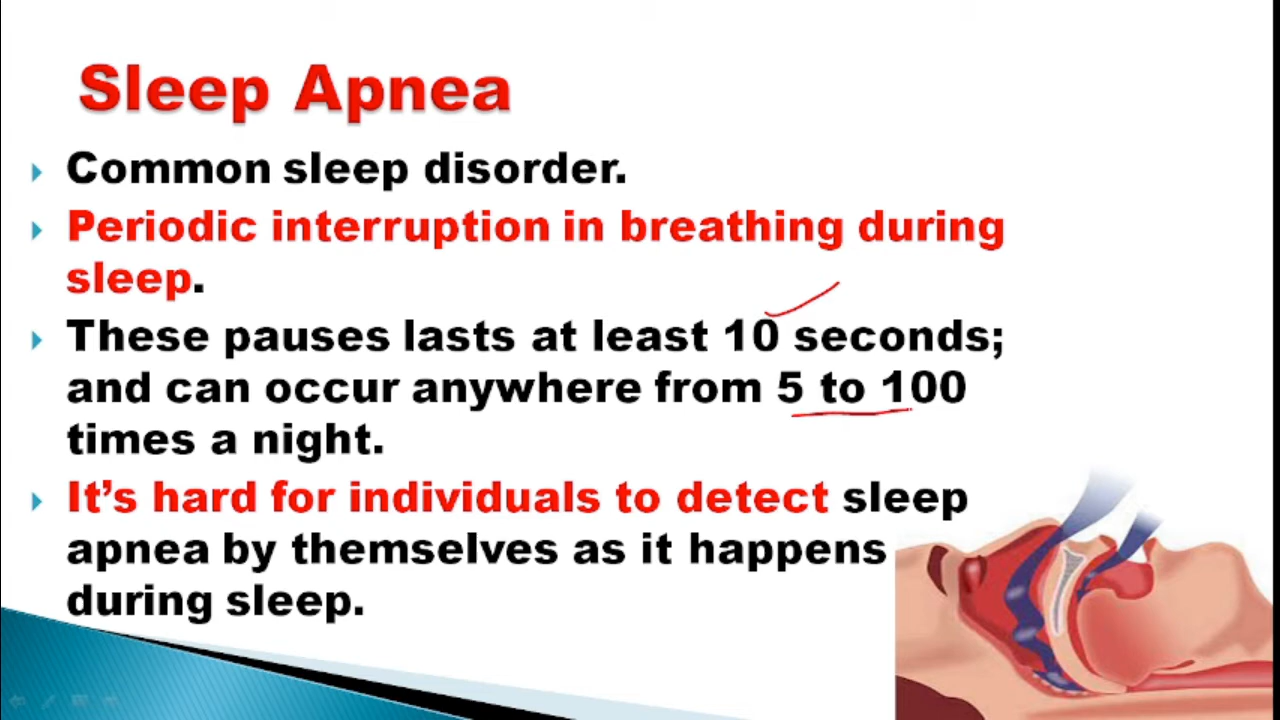 Sleep Apnea
Common sleep disorder.
Periodic interruption in breathing during
sleep.
These pauses lasts at least 10 seconds;
and can occur anywhere from 5 to 100
times a night.
It’s hard for individuals to detect sleep
apnea by themselves as it happens
during sleep.